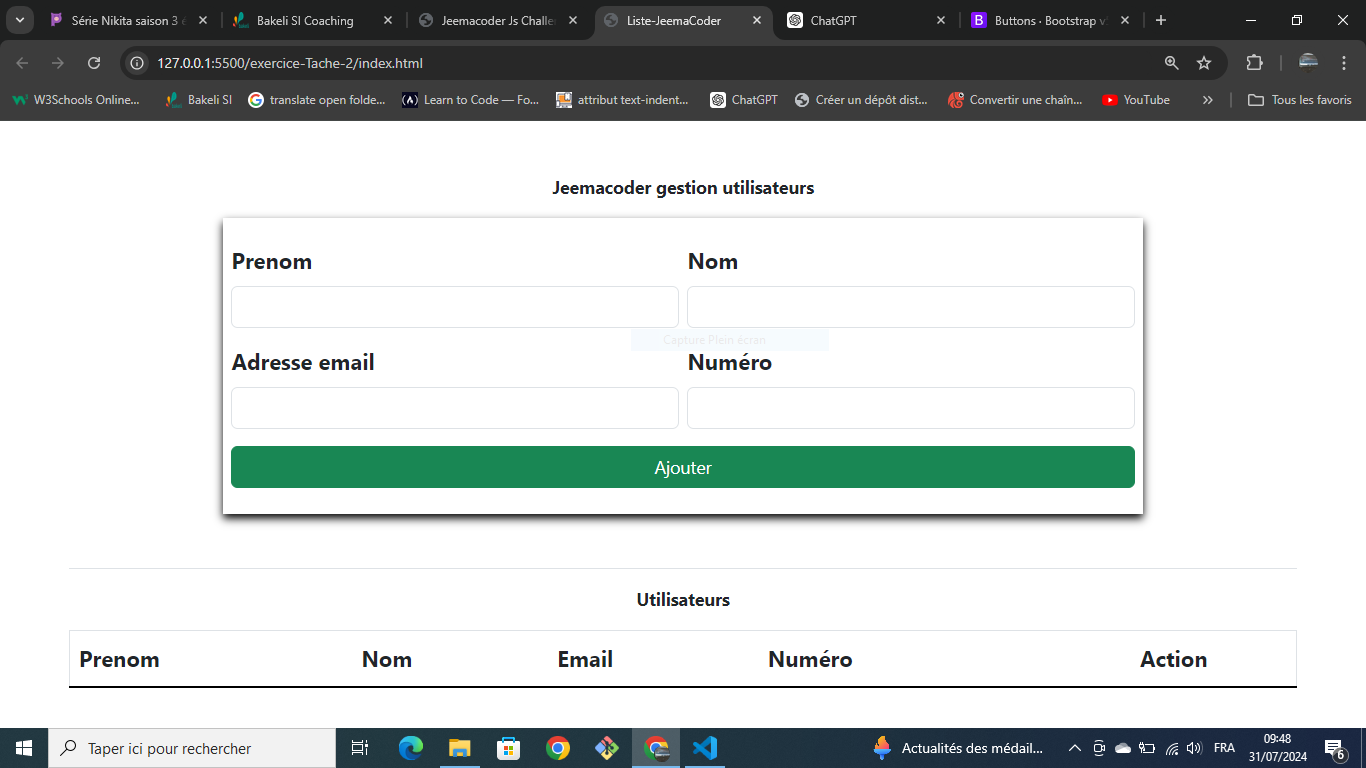 Série Nikita saison 3 é
Bakeli SI Coaching
Jeemacoder Js Challe
Liste-JeemaCoder
ChatGPT
Buttons · Bootstrap v
127.0.0.1:5500/exercice-Tache-2/index.html
W3Schools Online...
Bakeli SI
translate open folde...
Learn to Code — Fo...
attribut text-indent...
ChatGPT
Créer un dépôt dist...
Convertir une chaîn...
YouTube
Tous les favoris
Jeemacoder gestion utilisateurs
Prenom
Nom
Capture Plein écran
Adresse email
Numéro
Ajouter
Utilisateurs
Prenom Nom Email Numéro Action
Taper ici pour rechercher
Actualités des médail...
FRA
09:48
31/07/2024
6